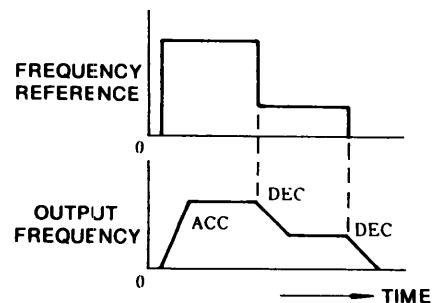 FREQUENCY
REFERENCE
0
DEC
OUTPUT
FREQUENCY
ACC
DEC
0
TIME